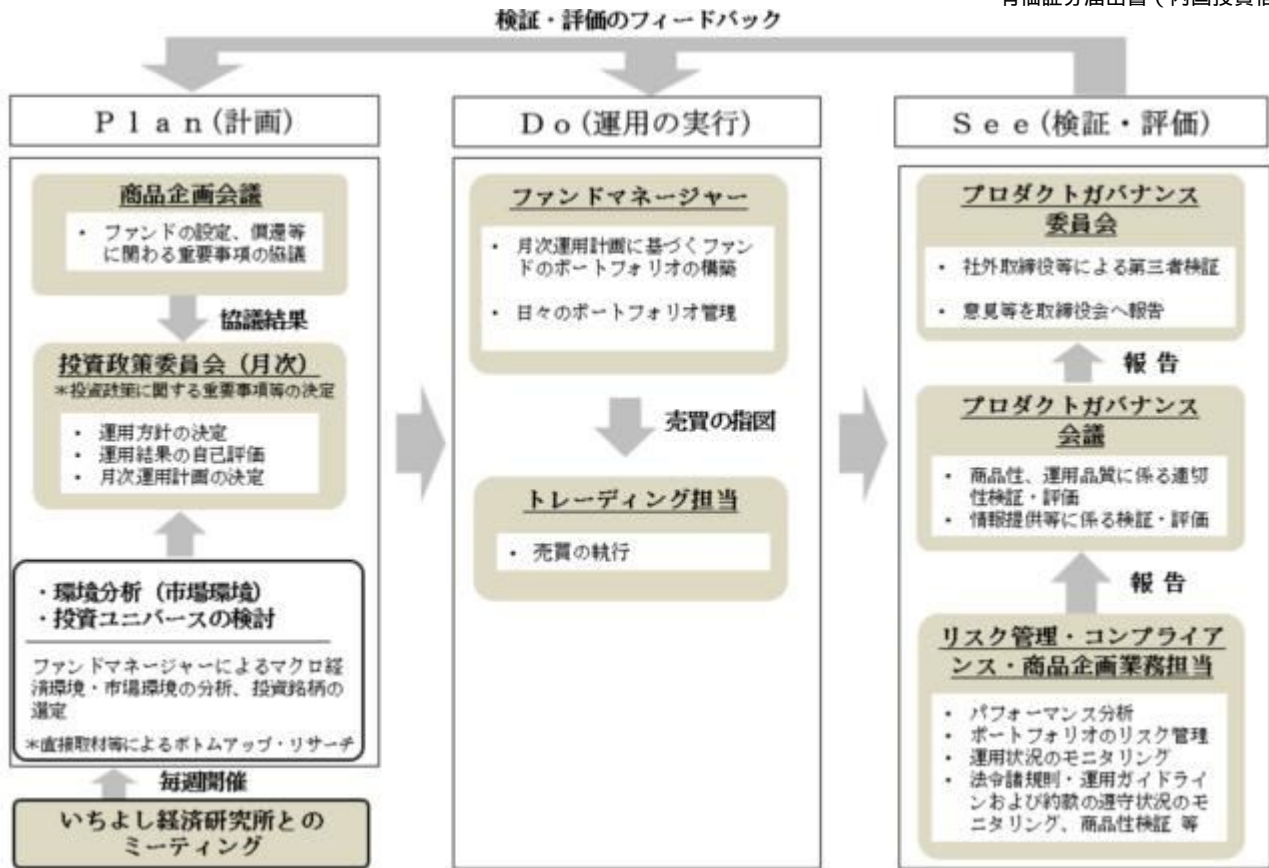 有価証券届出書(内国投資信
検証・評価のフィードバック
Ｐｌａｎ(計画)
商品企画会議
・ ファンドの設定、償還等
に関わる重要事項の協議
協議結果
投資政策委員会（月次）
＊投資政策に関する重要事項等の決定
・ 運用方針の決定
・ 運用結果の自己評価
・ 月次運用計画の決定
・環境分析（市場環境）
・投資ユニバースの検討
ファンドマネージャーによるマクロ経
済環境・市場環境の分析、投資銘柄の
選定
＊直接取材等によるボトムアップ・リサーチ
毎週開催
いちよし経済研究所との
ミーティング
Ｄｏ(運用の実行)
ファンドマネージャー
・ 月次運用計画に基づくファン
ドのポートフォリオの構築
・ 日々のポートフォリオ管理
売買の指図
トレーディング担当
・ 売買の執行
Ｓｅｅ(検証・評価)
プロダクトガバナンス
委員会
・ 社外取締役等による第三者検証
・ 意見等を取締役会へ報告
報 告
プロダクトガバナンス
会議
・ 商品性、運用品質に係る適切
性検証・評価
・ 情報提供等に係る検証・評価
報 告
リスク管理・コンプライア
ンス・商品企画業務担当
・ パフォーマンス分析
・ ポートフォリオのリスク管理
・ 運用状況のモニタリング
・ 法令諸規則・運用ガイドライ
ンおよび約款の遵守状況のモ
ニタリング、商品性検証 等